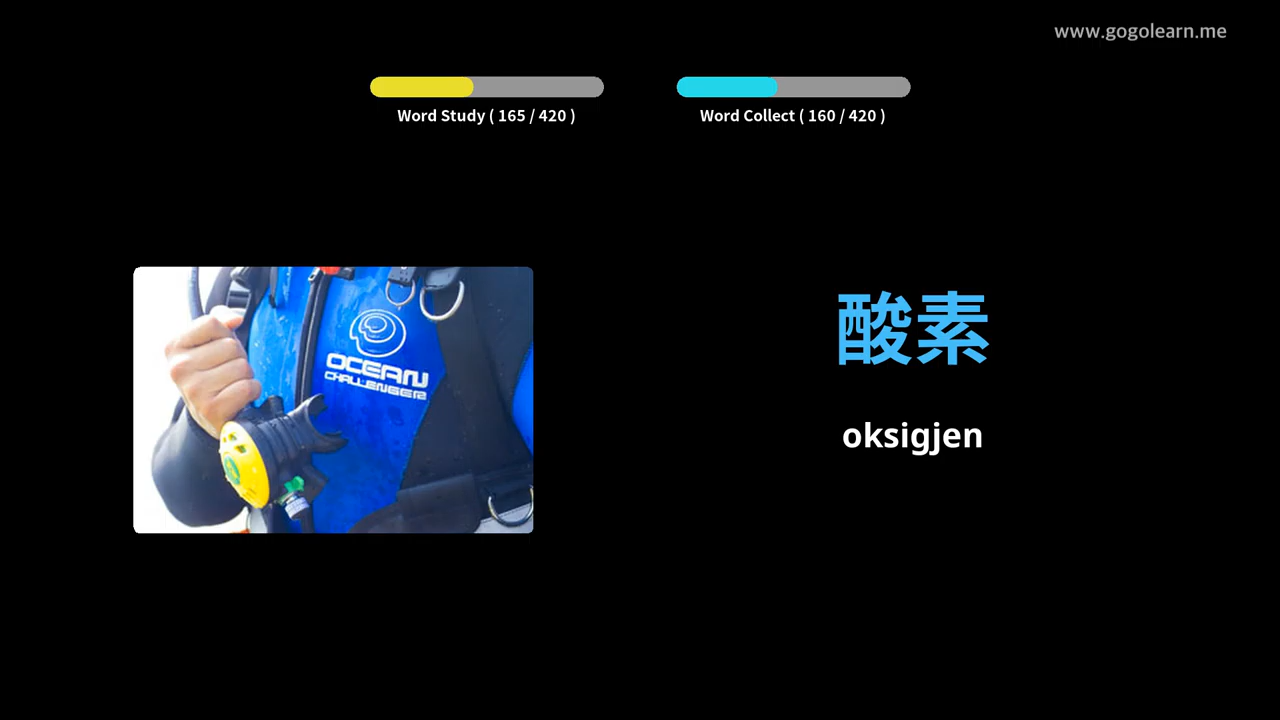 www.gogolearn.me
Word Study ( 165 / 420 )
Word Collect ( 160 / 420 )
OCEAN
CHALLENGER
酸素
oksigjen